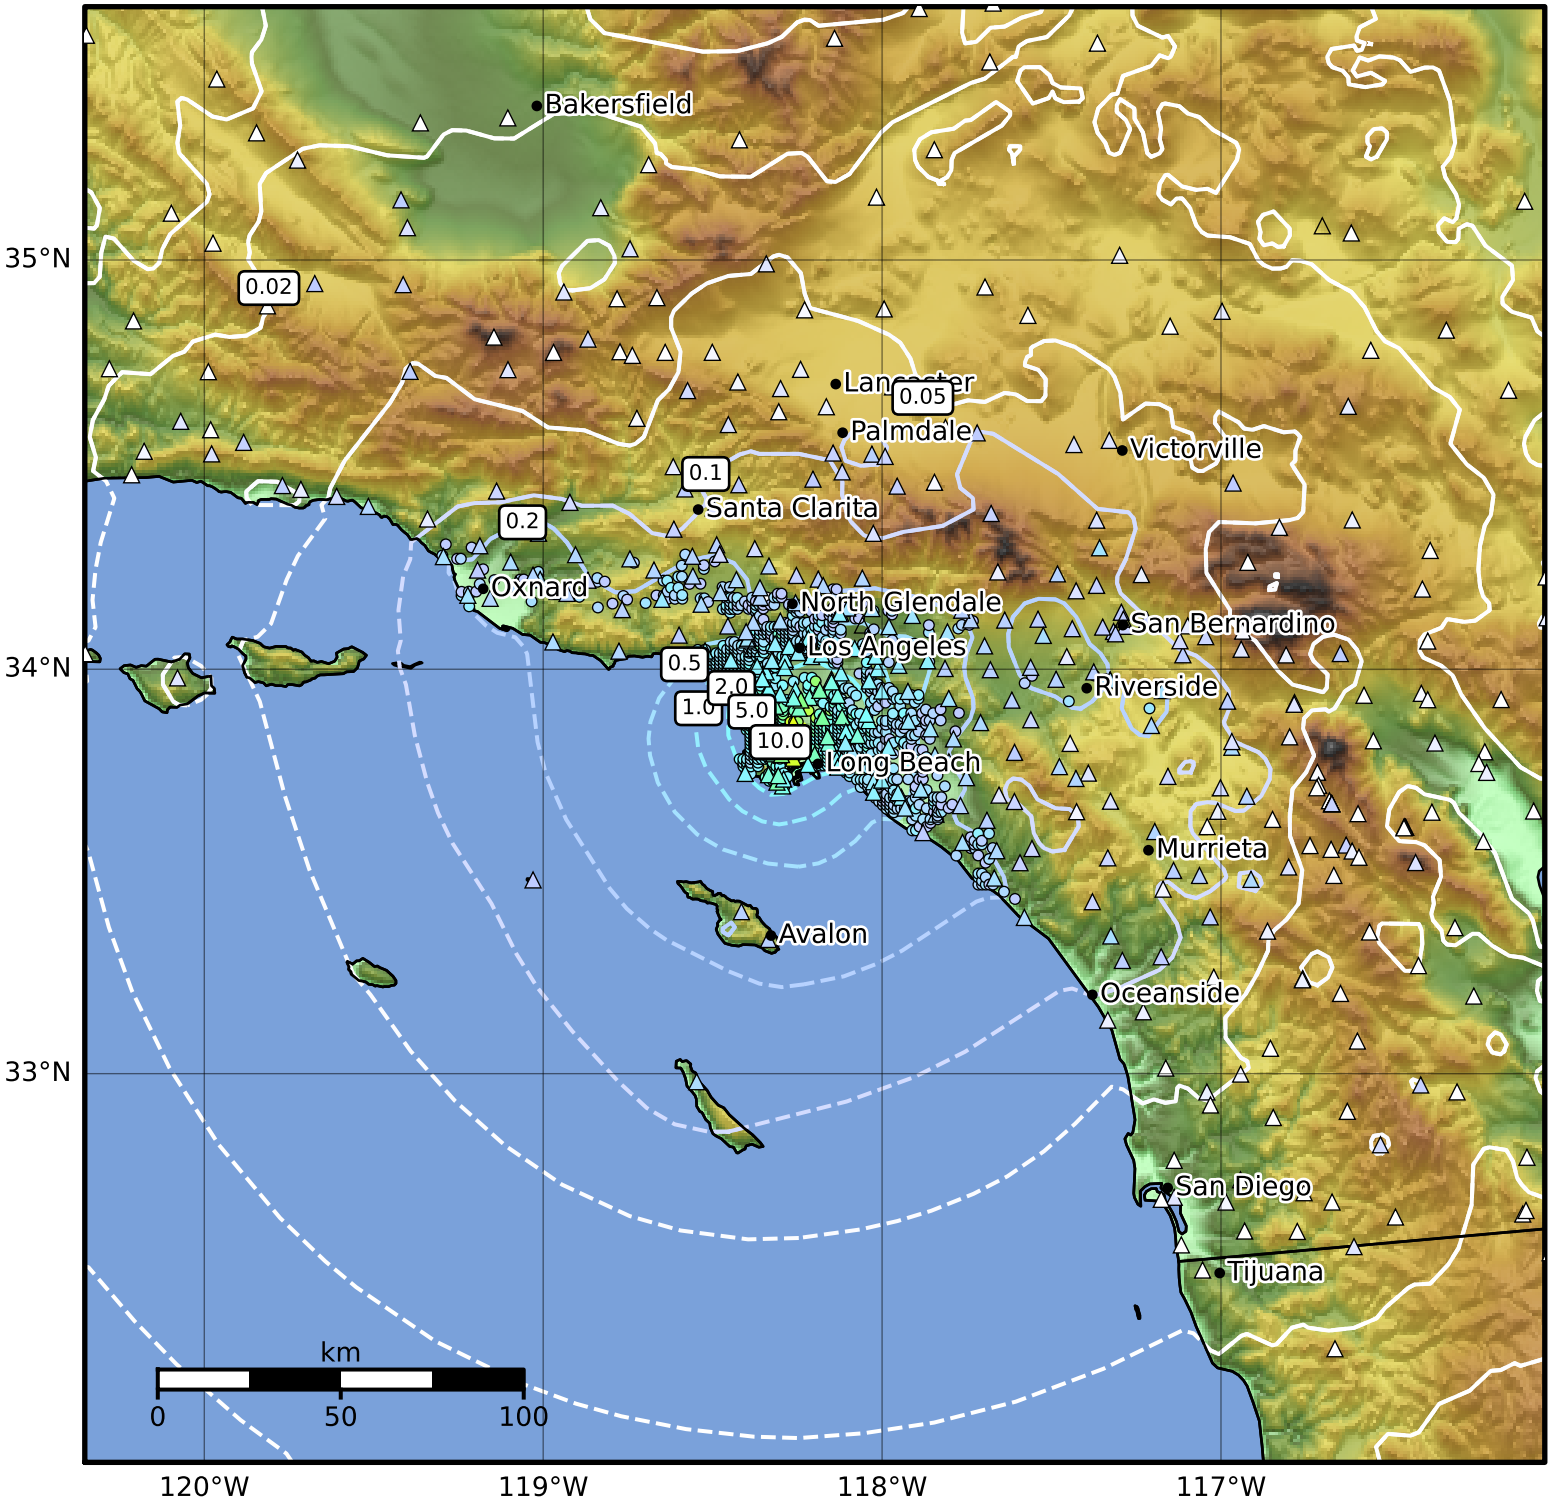 Bakersfield
35°N
0.02
Lancaster
0.05
Palmdale
Victorville
0.1
Santa Clarita
0.2
Oxnard
North Glendale
San Bernardino
Los Angeles
34°N
0.5
Riverside
2.0
1.0
5.0
10.0
Long Beach
Murrieta
Avalon
Oceanside
33°N
San Diego
Tijuana
km
0 50 100
120°W 119°W 118°W 117°W